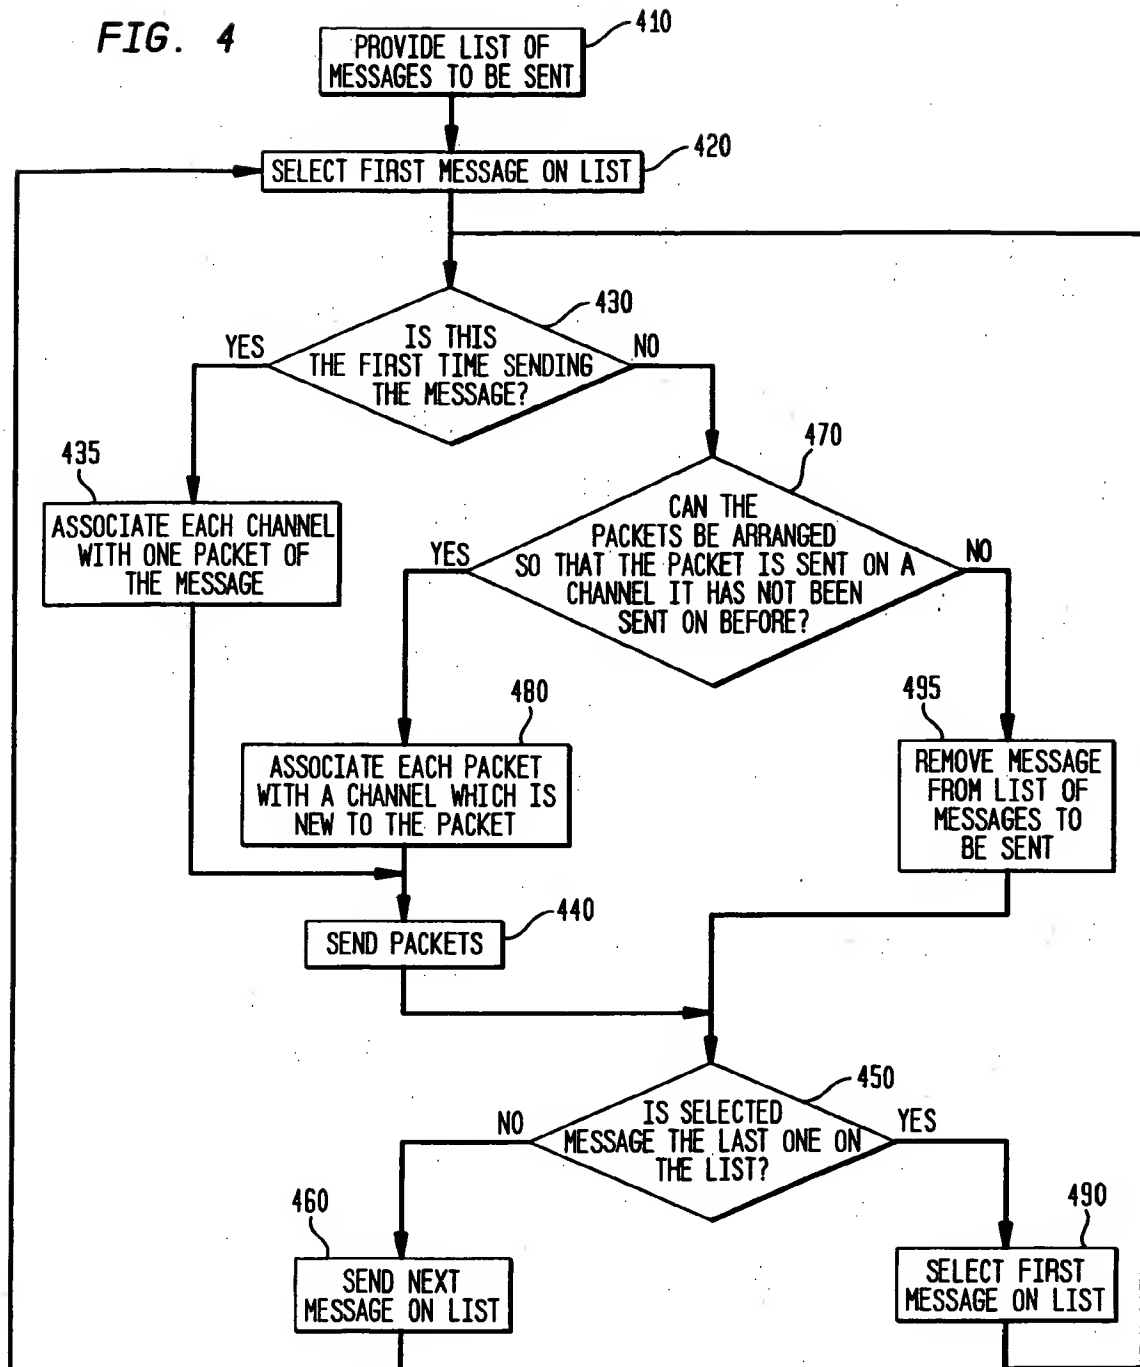 FIG. 4
410
PROVIDE LIST OF
MESSAGES TO BE SENT
420
SELECT FIRST MESSAGE ON LIST
430
IS THIS
THE FIRST TIME SENDING
THE MESSAGE?
YES
NO
435
ASSOCIATE EACH CHANNEL
WITH ONE PACKET OF
THE MESSAGE
470
CAN THE
PACKETS BE ARRANGED
SO THAT THE PACKET IS SENT ON A
CHANNEL IT HAS NOT BEEN
SENT ON BEFORE?
YES
NO
480
ASSOCIATE EACH PACKET
WITH A CHANNEL WHICH IS
NEW TO THE PACKET
495
REMOVE MESSAGE
FROM LIST OF
MESSAGES TO
BE SENT
440
SEND PACKETS
450
IS SELECTED
MESSAGE THE LAST ONE ON
THE LIST?
NO
YES
460
SEND NEXT
MESSAGE ON LIST
490
SELECT FIRST
MESSAGE ON LIST